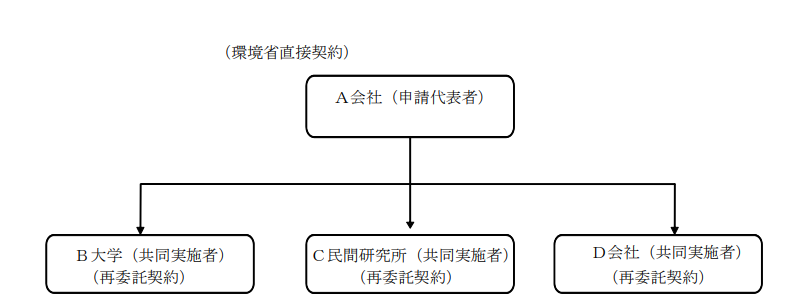 （環境省直接契約）
Ａ会社（申請代表者）
Ｂ大学（共同実施者）
（再委託契約）
Ｃ民間研究所（共同実施者）
（再委託契約）
Ｄ会社（共同実施者）
（再委託契約）